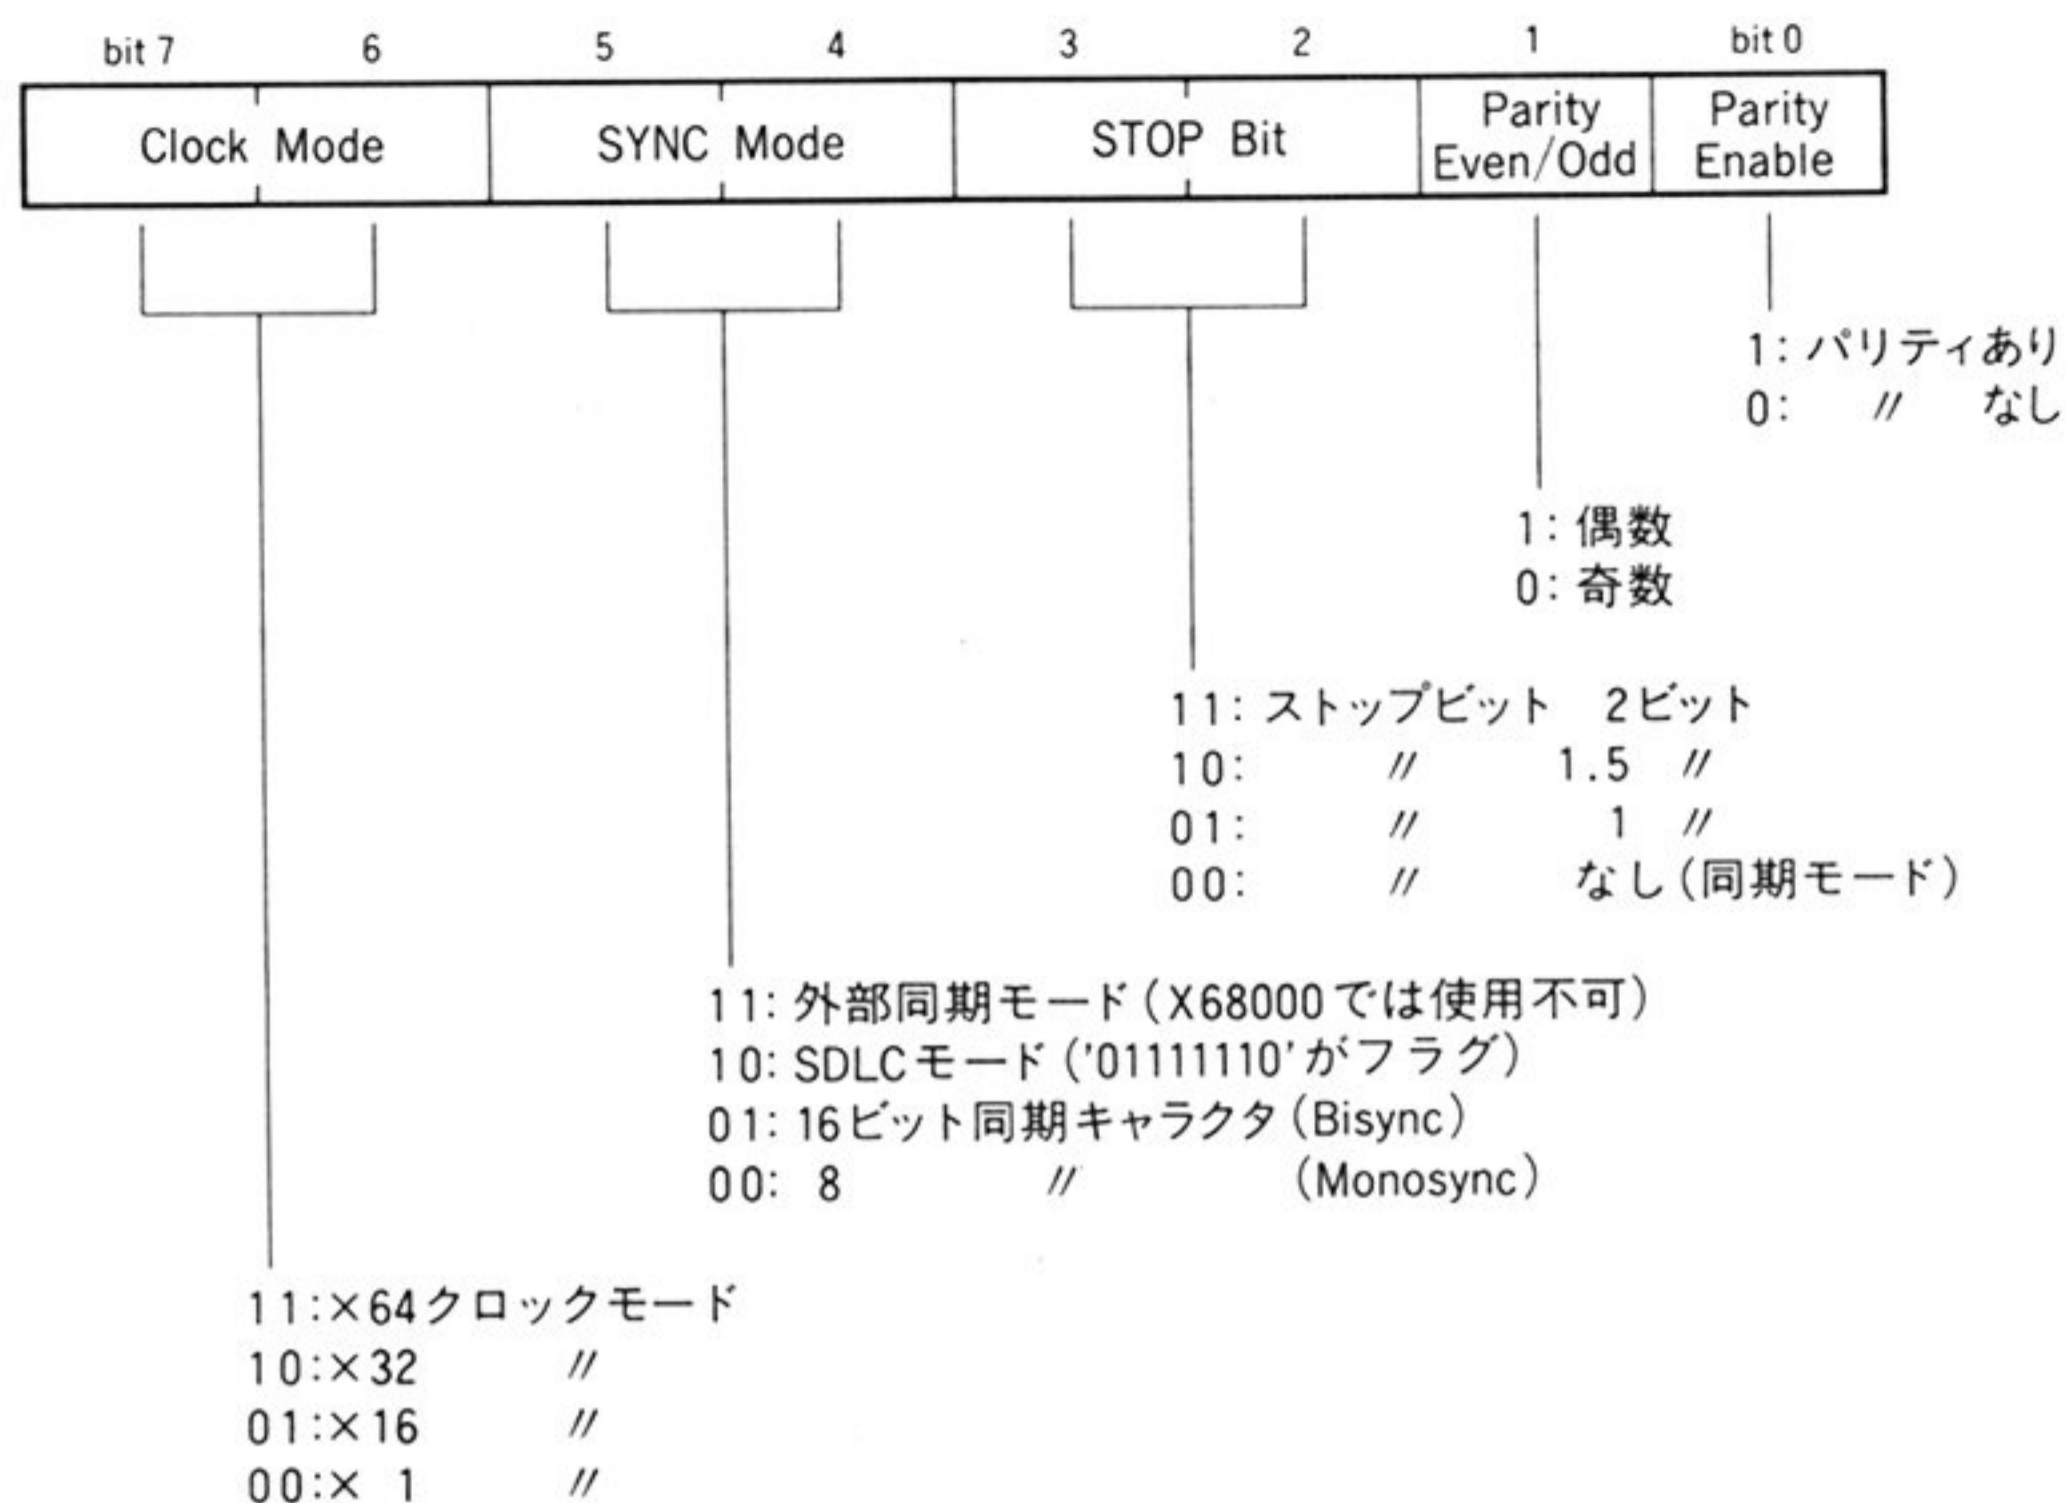 bit 7 6 5 4 3 2 1 bit 0
Clock Mode SYNC Mode STOP Bit Parity Even/Odd Parity Enable
1: パリティあり
0: 〃 なし
1: 偶数
0: 奇数
11: ストップビット 2ビット
10: 〃 1.5 〃
01: 〃 1 〃
00: 〃 なし(同期モード)
11: 外部同期モード(X68000では使用不可)
10: SDLCモード('01111110'がフラグ)
01: 16ビット同期キャラクタ(Bisync)
00: 8 〃 (Monosync)
11:×64クロックモード
10:×32 〃
01:×16 〃
00:× 1 〃